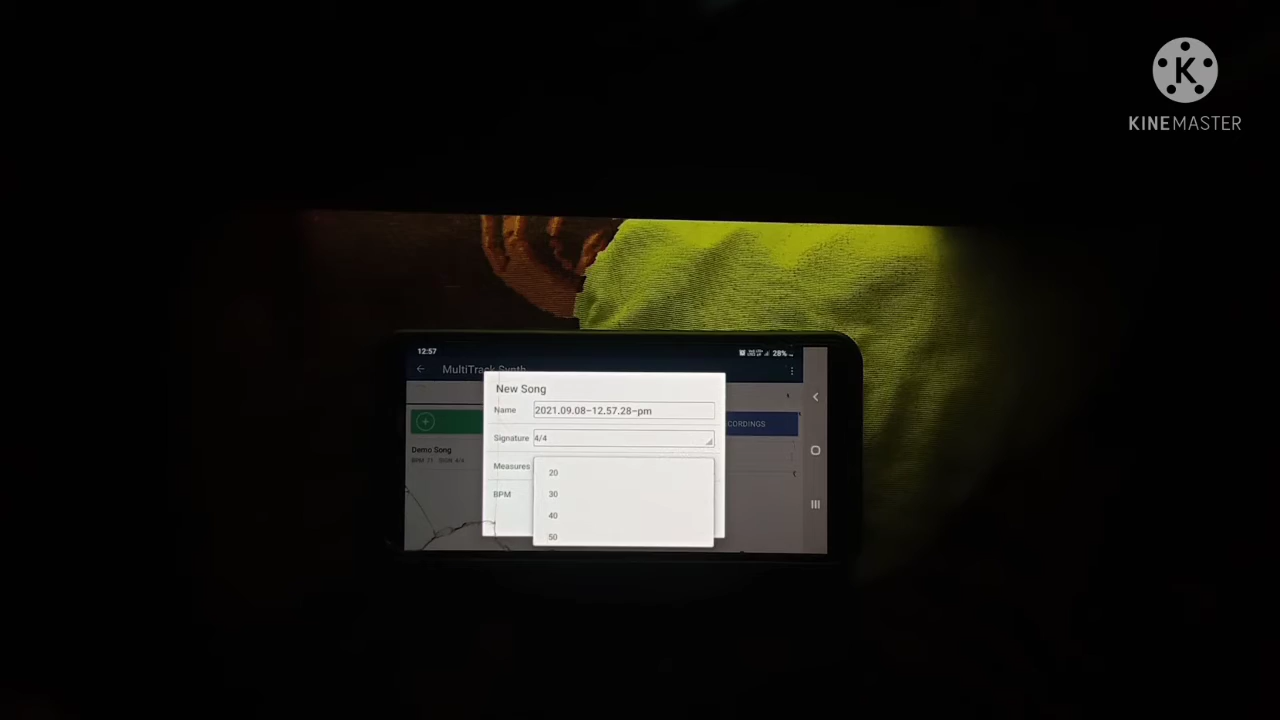 K
KINEMASTER
12:57
28%
MultiTrack Synth
New Song
Name
2021.09.08-12.57.28-pm
CORDINGS
Signature
4/4
Demo Song
Measures
20
30
BPM
40
50